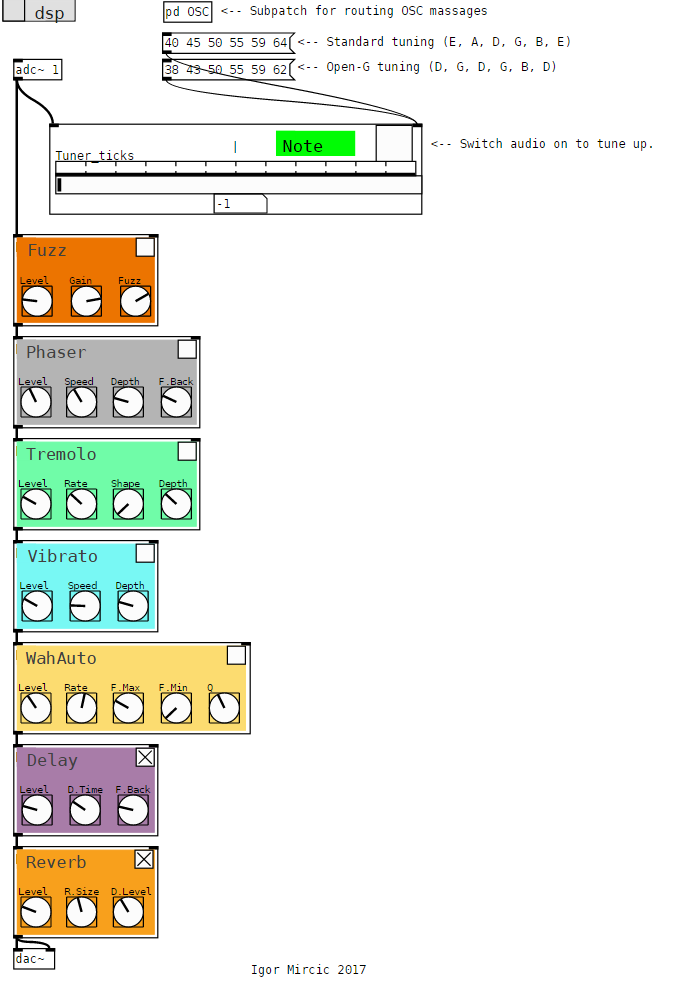 dsp
pd OSC <-- Subpatch for routing OSC massages
40 45 50 55 59 64 <-- Standard tuning (E, A, D, G, B, E)
adc~ 1
38 43 50 55 59 62 <-- Open-G tuning (D, G, D, G, B, D)
Tuner_ticks | Note <-- Switch audio on to tune up.
-1
Fuzz
Level Gain Fuzz
Phaser
Level Speed Depth F.Back
Tremolo
Level Rate Shape Depth
Vibrato
Level Speed Depth
WahAuto
Level Rate F.Max F.Min Q
Delay
Level D.Time F.Back
Reverb
Level R.Size D.Level
dac~
Igor Mircic 2017